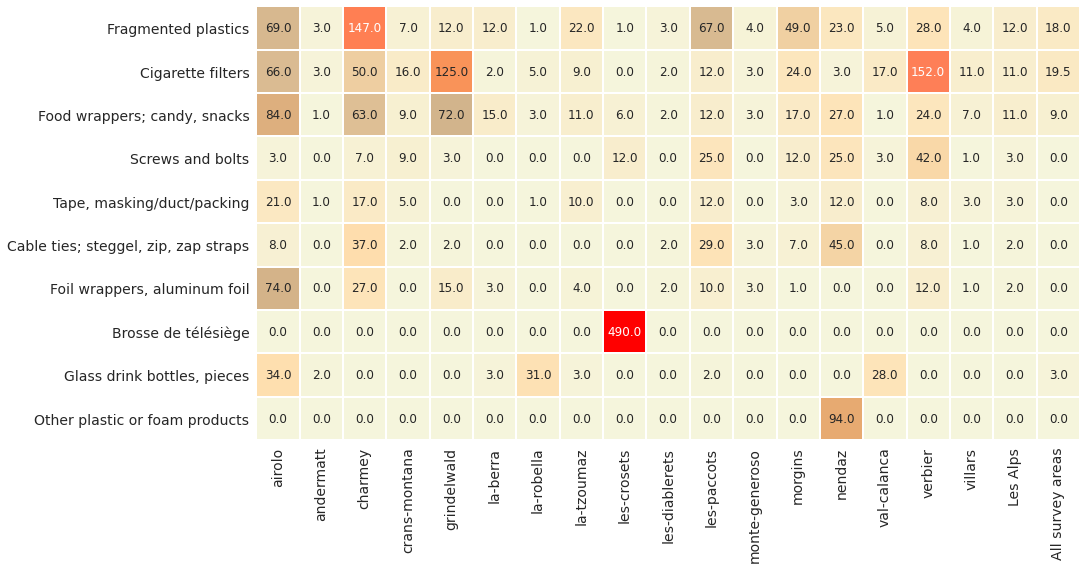 Fragmented plastics 69.0 3.0 147.0 7.0 12.0 12.0 1.0 22.0 1.0 3.0 67.0 4.0 49.0 23.0 5.0 28.0 4.0 12.0 18.0
Cigarette filters 66.0 3.0 50.0 16.0 125.0 2.0 5.0 9.0 0.0 2.0 12.0 3.0 24.0 3.0 17.0 152.0 11.0 11.0 19.5
Food wrappers; candy, snacks 84.0 1.0 63.0 9.0 72.0 15.0 3.0 11.0 6.0 2.0 12.0 3.0 17.0 27.0 1.0 24.0 7.0 11.0 9.0
Screws and bolts 3.0 0.0 7.0 9.0 3.0 0.0 0.0 0.0 12.0 0.0 25.0 0.0 12.0 25.0 3.0 42.0 1.0 3.0 0.0
Tape, masking/duct/packing 21.0 1.0 17.0 5.0 0.0 0.0 1.0 10.0 0.0 0.0 12.0 0.0 3.0 12.0 0.0 8.0 3.0 3.0 0.0
Cable ties; steggel, zip, zap straps 8.0 0.0 37.0 2.0 2.0 0.0 0.0 0.0 0.0 2.0 29.0 3.0 7.0 45.0 0.0 8.0 1.0 2.0 0.0
Foil wrappers, aluminum foil 74.0 0.0 27.0 0.0 15.0 3.0 0.0 4.0 0.0 2.0 10.0 3.0 1.0 0.0 0.0 12.0 1.0 2.0 0.0
Brosse de télésiège 0.0 0.0 0.0 0.0 0.0 0.0 0.0 0.0 490.0 0.0 0.0 0.0 0.0 0.0 0.0 0.0 0.0 0.0 0.0
Glass drink bottles, pieces 34.0 2.0 0.0 0.0 0.0 3.0 31.0 3.0 0.0 0.0 2.0 0.0 0.0 0.0 28.0 0.0 0.0 0.0 3.0
Other plastic or foam products 0.0 0.0 0.0 0.0 0.0 0.0 0.0 0.0 0.0 0.0 0.0 0.0 0.0 94.0 0.0 0.0 0.0 0.0 0.0
airolo
andermatt
charmey
crans-montana
grindelwald
la-berra
la-robella
la-tzoumaz
les-crosets
les-diablerets
les-paccots
monte-generoso
morgins
nendaz
val-calanca
verbier
villars
Les Alps
All survey areas